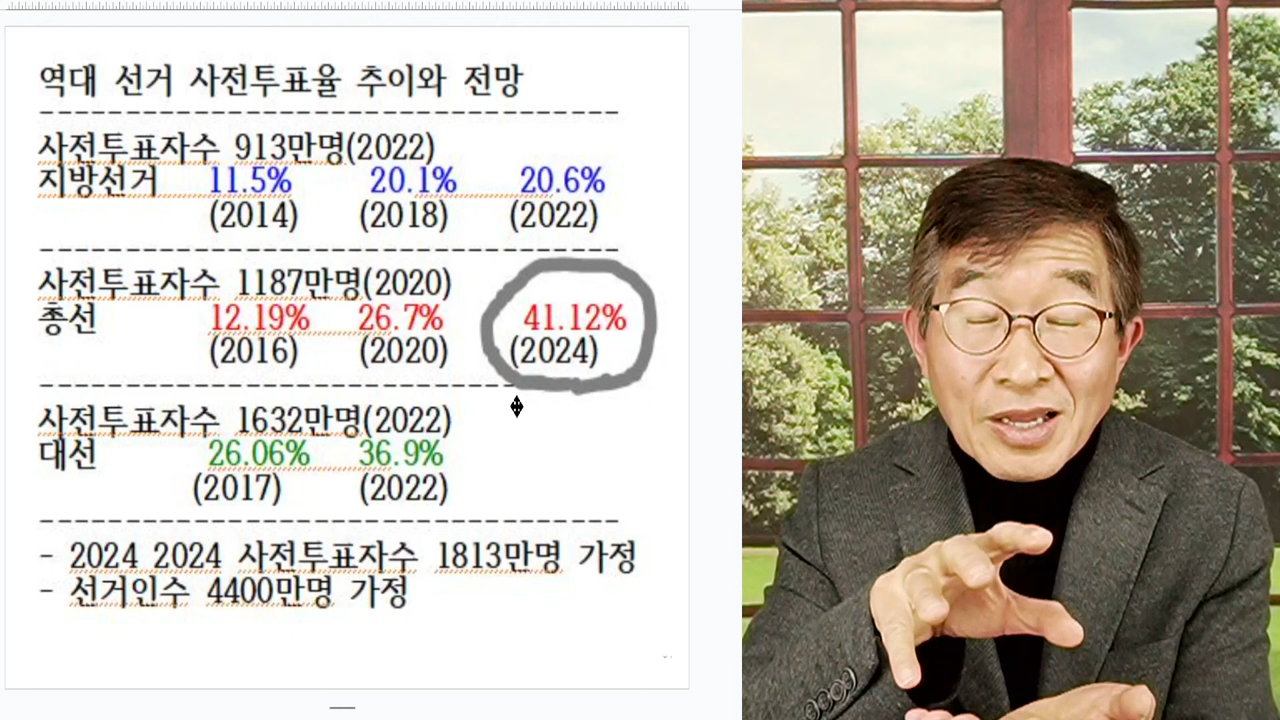 역대 선거 사전투표율 추이와 전망
사전투표자수 913만명(2022)
지방선거 11.5% 20.1% 20.6%
(2014) (2018) (2022)
사전투표자수 1187만명(2020)
총선 12.19% 26.7% 41.12%
(2016) (2020) (2024)
사전투표자수 1632만명(2022)
대선 26.06% 36.9%
(2017) (2022)
- 2024 2024 사전투표자수 1813만명 가정
- 선거인수 4400만명 가정